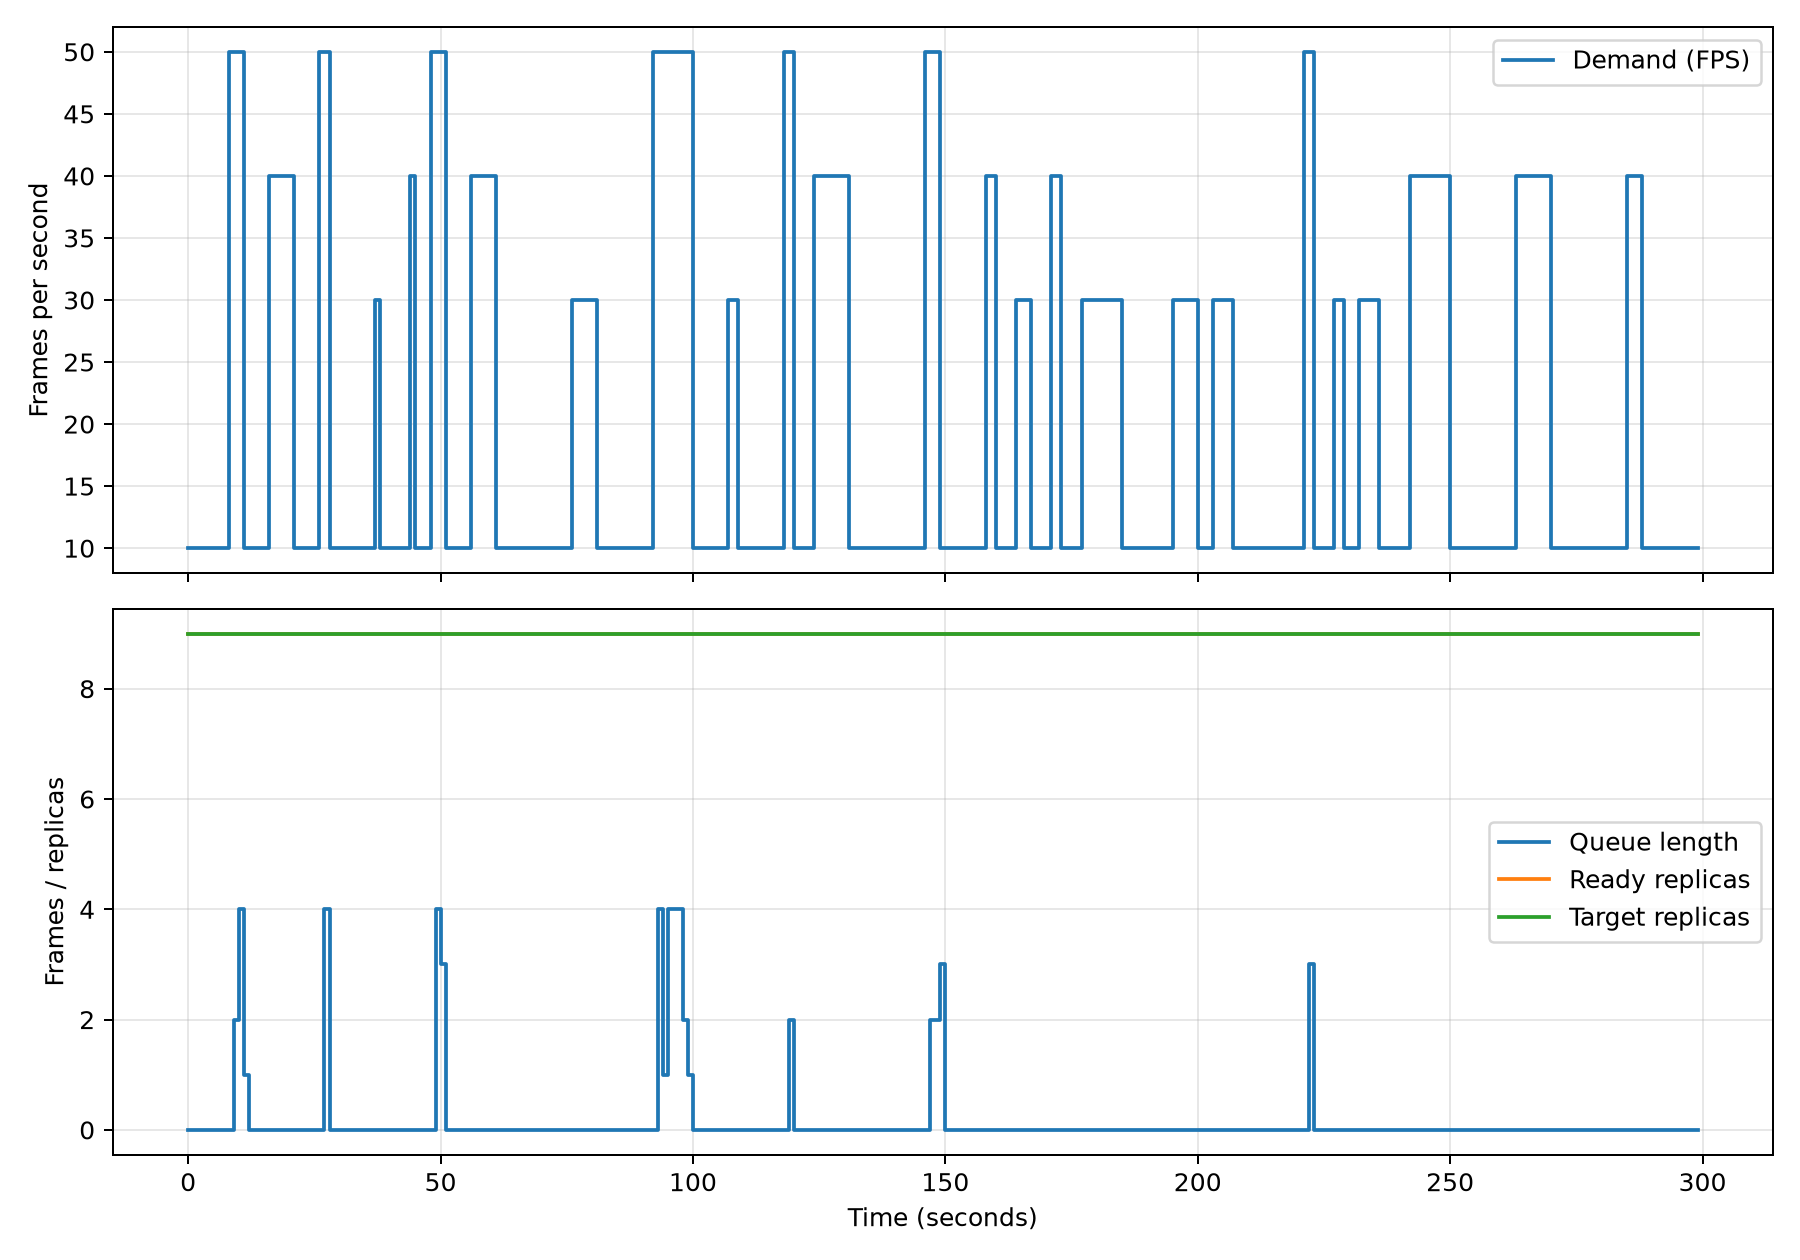 50
45
40
35
30
25
20
15
10
Frames per second
Demand (FPS)
8
6
4
2
0
Frames / replicas
Queue length
Ready replicas
Target replicas
0 50 100 150 200 250 300
Time (seconds)